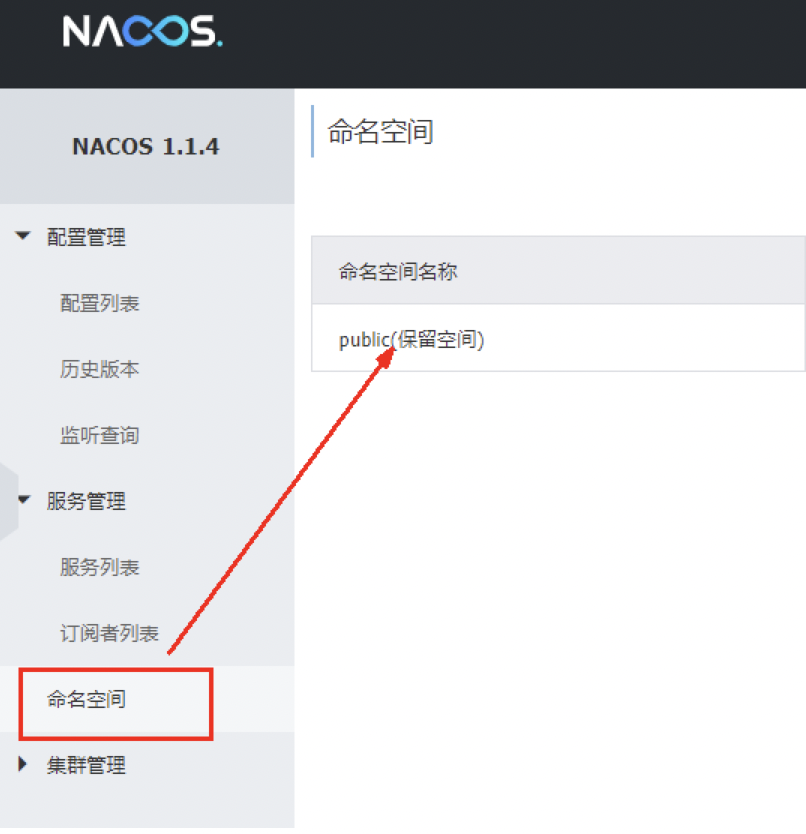 NACOS.
NACOS 1.1.4
配置管理
配置列表
历史版本
监听查询
服务管理
服务列表
订阅者列表
命名空间
集群管理
命名空间
命名空间名称
public(保留空间)